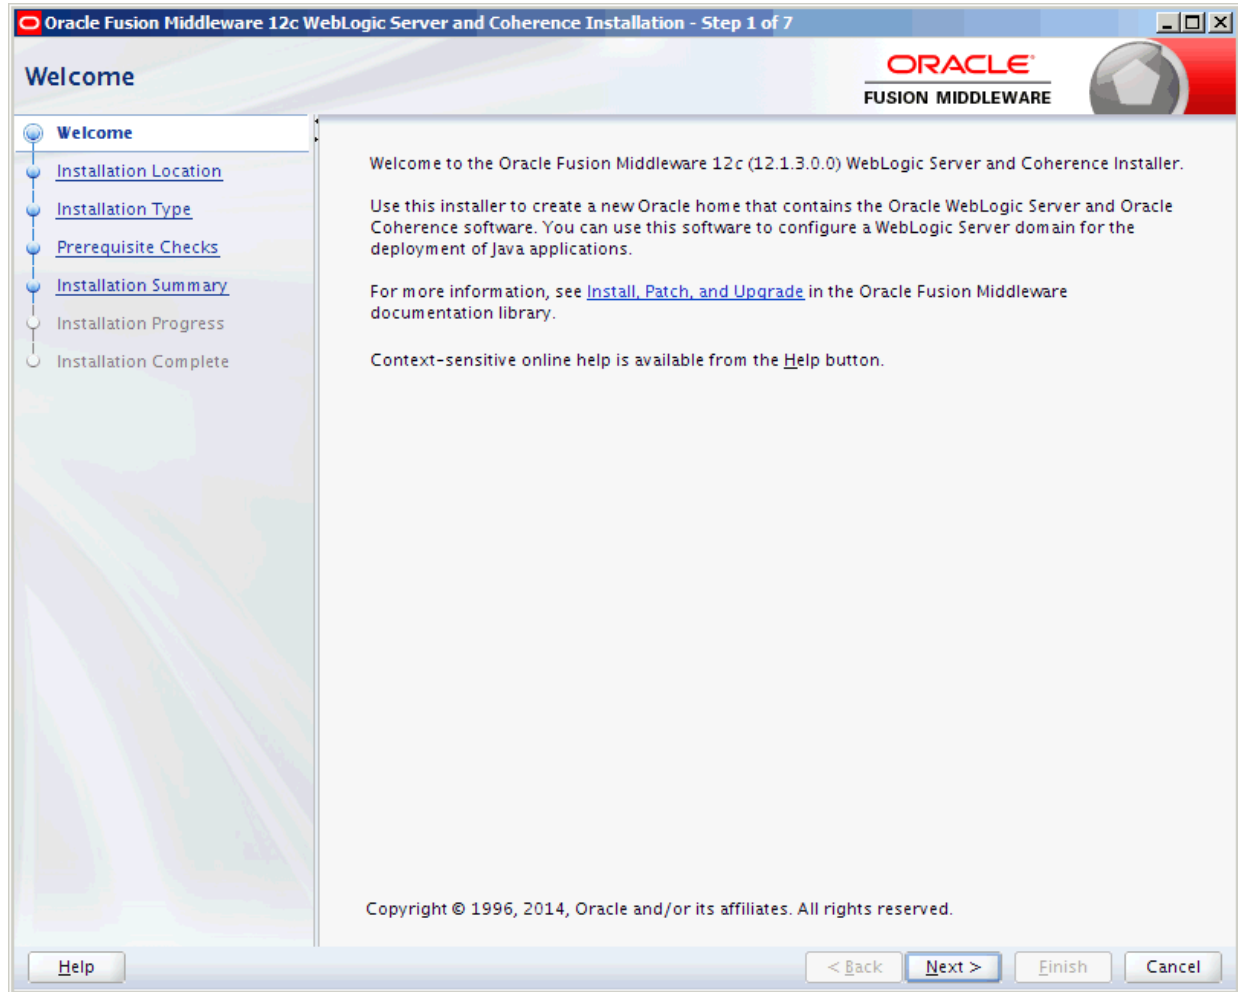 Oracle Fusion Middleware 12c WebLogic Server and Coherence Installation - Step 1 of 7
Welcome
ORACLE
FUSION MIDDLEWARE
Welcome
Installation Location
Installation Type
Prerequisite Checks
Installation Summary
Installation Progress
Installation Complete
Welcome to the Oracle Fusion Middleware 12c (12.1.3.0.0) WebLogic Server and Coherence Installer.
Use this installer to create a new Oracle home that contains the Oracle WebLogic Server and Oracle
Coherence software. You can use this software to configure a WebLogic Server domain for the
deployment of Java applications.
For more information, see Install, Patch, and Upgrade in the Oracle Fusion Middleware
documentation library.
Context-sensitive online help is available from the Help button.
Copyright © 1996, 2014, Oracle and/or its affiliates. All rights reserved.
Help
< Back
Next >
Finish
Cancel